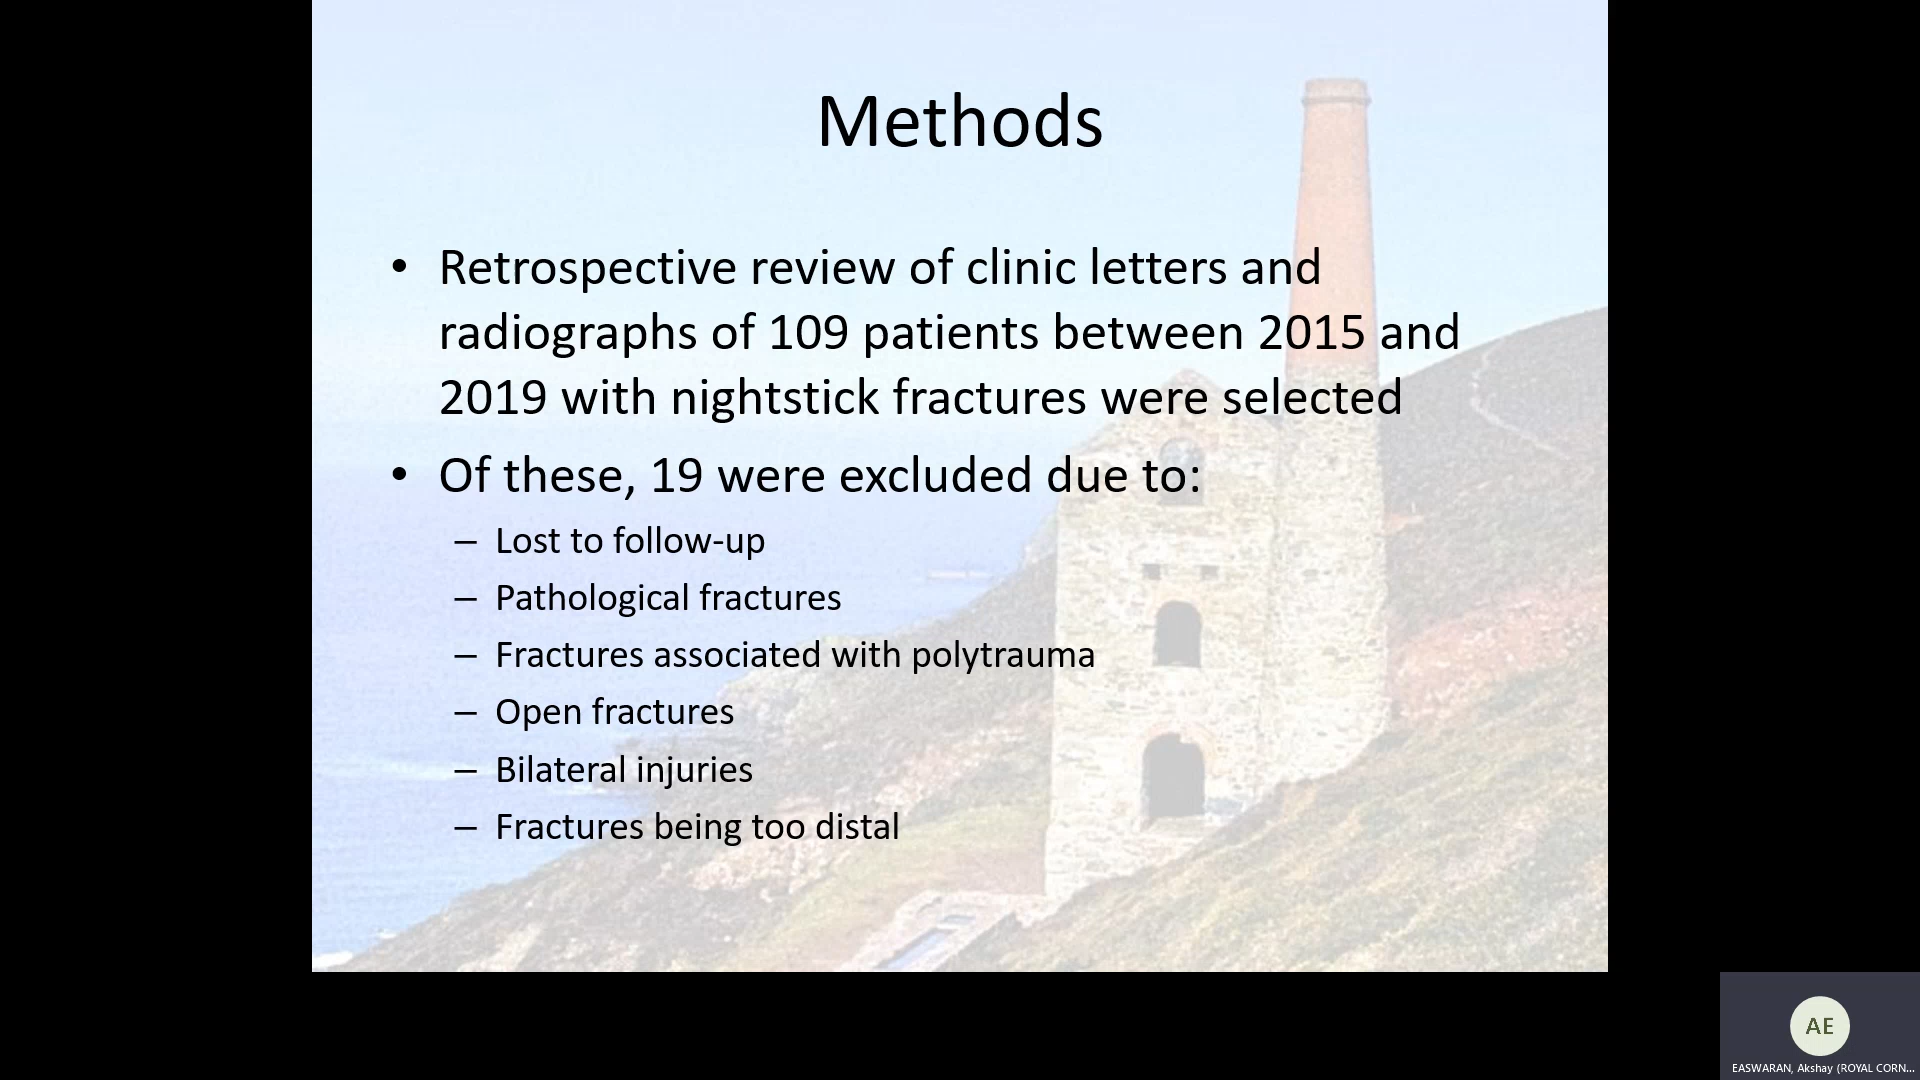 Methods
• Retrospective review of clinic letters and
radiographs of 109 patients between 2015 and
2019 with nightstick fractures were selected
• Of these, 19 were excluded due to:
– Lost to follow-up
– Pathological fractures
– Fractures associated with polytrauma
– Open fractures
– Bilateral injuries
– Fractures being too distal
AE
EASWARAN, Akshay (ROYAL CORN...